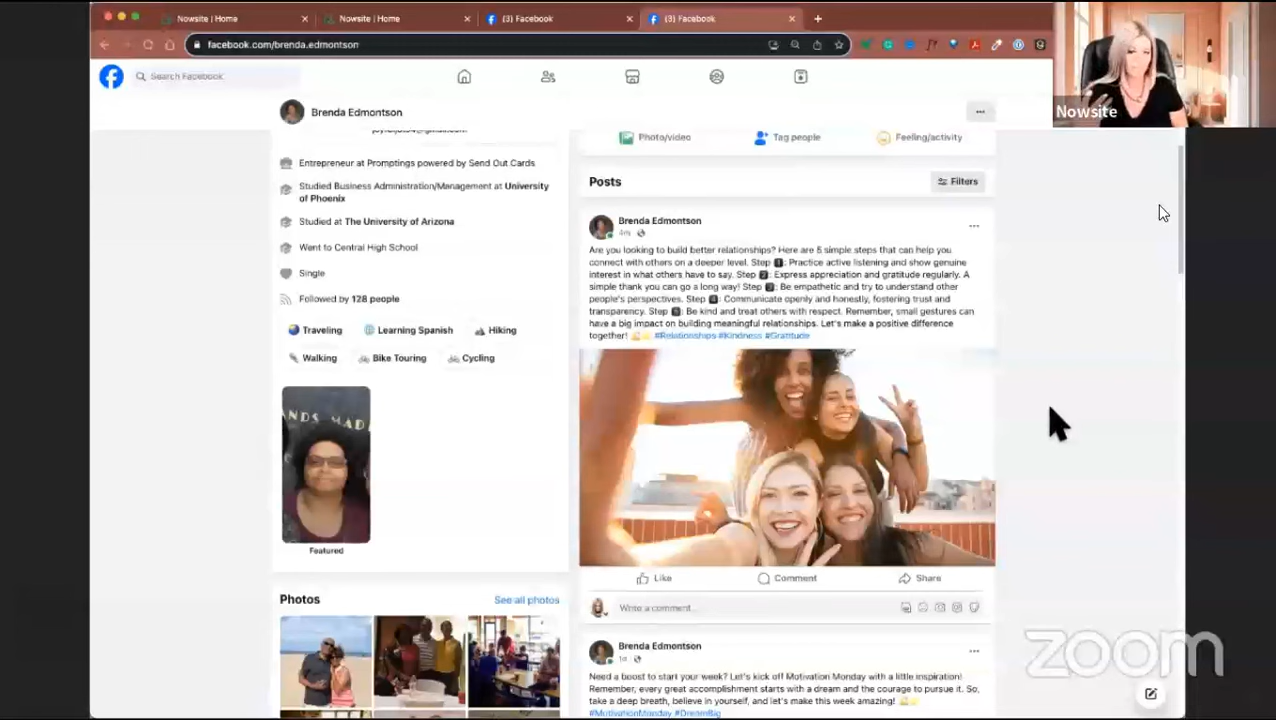 Nowsite | Home
Nowsite | Home
(3) Facebook
(3) Facebook
facebook.com/brenda.edmontson
Search Facebook
Nowsite
Brenda Edmontson
Entrepreneur at Promptings powered by Send Out Cards
Studied Business Administration/Management at University
of Phoenix
Studied at The University of Arizona
Went to Central High School
Single
Followed by 128 people
Traveling
Learning Spanish
Hiking
Walking
Bike Touring
Cycling
Featured
Photos
See all photos
Photo/video
Tag people
Feeling/activity
Posts
Filters
Brenda Edmontson
4m
Are you looking to build better relationships? Here are 5 simple steps that can help you
connect with others on a deeper level. Step 1: Practice active listening and show genuine
interest in what others have to say. Step 2: Express appreciation and gratitude regularly. A
simple thank you can go a long way! Step 3: Be empathetic and try to understand other
people's perspectives. Step 4: Communicate openly and honestly, fostering trust and
transparency. Step 5: Be kind and treat others with respect. Remember, small gestures can
have a big impact on building meaningful relationships. Let's make a positive difference
together! #Relationships #Kindness #Gratitude
Like
Comment
Share
Write a comment...
Brenda Edmontson
1d
Need a boost to start your week? Let's kick off Motivation Monday with a little inspiration!
Remember, every great accomplishment starts with a dream and the courage to pursue it. So,
take a deep breath, believe in yourself, and let's make this week amazing!
#MotivationMonday #DreamBig
zoom